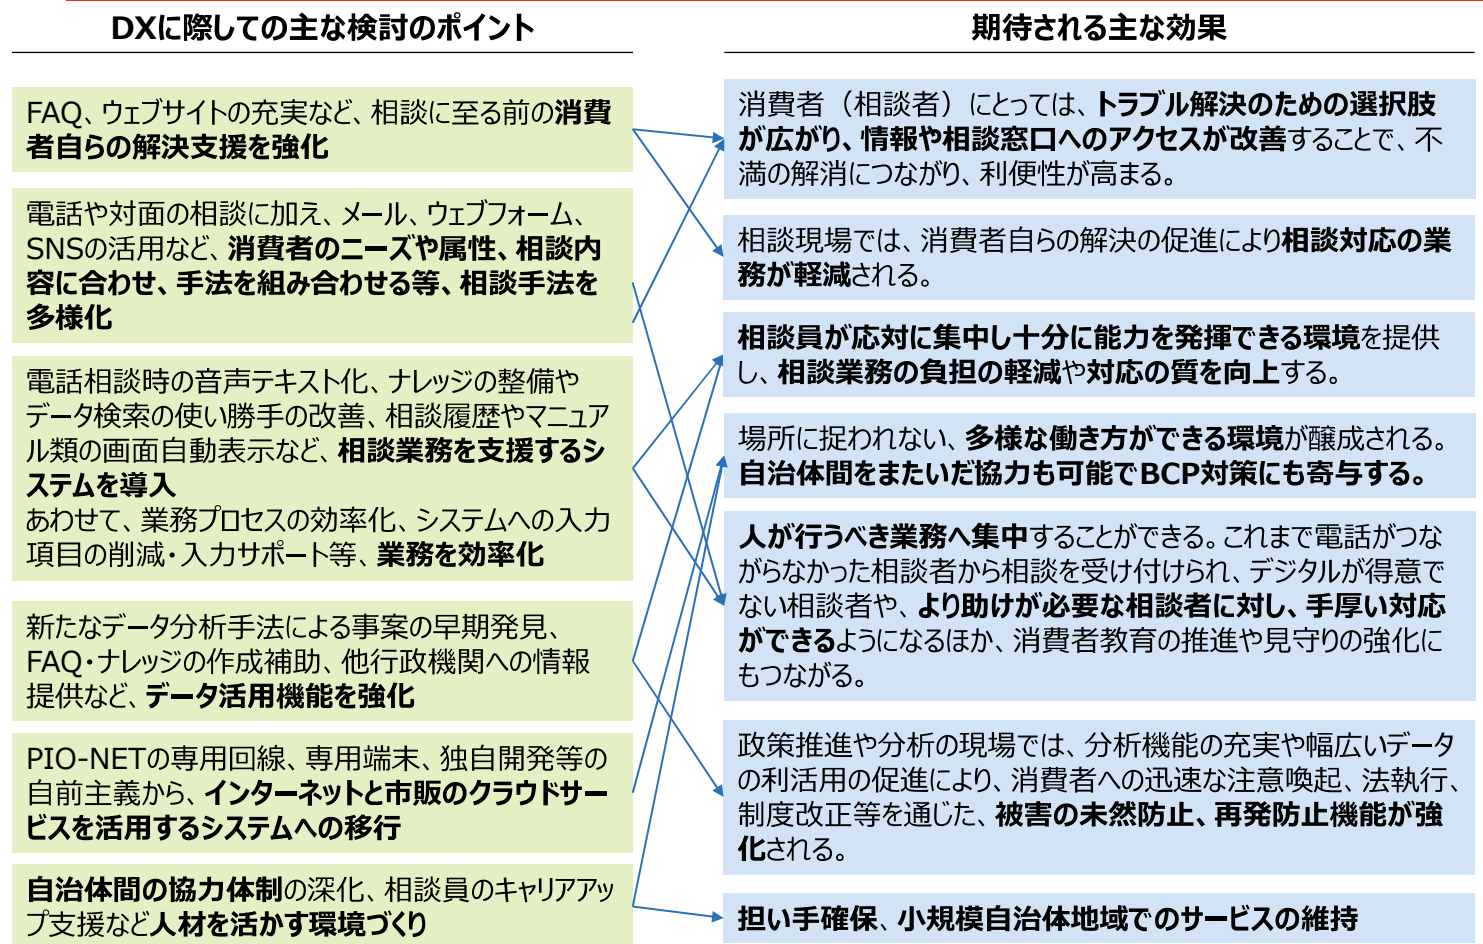 DXに際しての主な検討のポイント
FAQ、ウェブサイトの充実など、相談に至る前の消費
者自らの解決支援を強化
電話や対面の相談に加え、メール、ウェブフォーム、
SNSの活用など、消費者のニーズや属性、相談内
容に合わせ、手法を組み合わせる等、相談手法を
多様化
電話相談時の音声テキスト化、ナレッジの整備や
データ検索の使い勝手の改善、相談履歴やマニュア
ル類の画面自動表示など、相談業務を支援するシ
ステムを導入
あわせて、業務プロセスの効率化、システムへの入力
項目の削減・入力サポート等、業務を効率化
新たなデータ分析手法による事案の早期発見、
FAQ・ナレッジの作成補助、他行政機関への情報
提供など、データ活用機能を強化
PIO-NETの専用回線、専用端末、独自開発等の
自前主義から、インターネットと市販のクラウドサー
ビスを活用するシステムへの移行
自治体間の協力体制の深化、相談員のキャリアアッ
プ支援など人材を活かす環境づくり
期待される主な効果
消費者（相談者）にとっては、トラブル解決のための選択肢
が広がり、情報や相談窓口へのアクセスが改善することで、不
満の解消につながり、利便性が高まる。
相談現場では、消費者自らの解決の促進により相談対応の業
務が軽減される。
相談員が応対に集中し十分に能力を発揮できる環境を提供
し、相談業務の負担の軽減や対応の質を向上する。
場所に捉われない、多様な働き方ができる環境が醸成される。
自治体間をまたいだ協力も可能でBCP対策にも寄与する。
人が行うべき業務へ集中することができる。これまで電話がつな
がらなかった相談者から相談を受け付けられ、デジタルが得意で
ない相談者や、より助けが必要な相談者に対し、手厚い対応
ができるようになるほか、消費者教育の推進や見守りの強化に
もつながる。
政策推進や分析の現場では、分析機能の充実や幅広いデータ
の利活用の促進により、消費者への迅速な注意喚起、法執行、
制度改正等を通じた、被害の未然防止、再発防止機能が強
化される。
担い手確保、小規模自治体地域でのサービスの維持